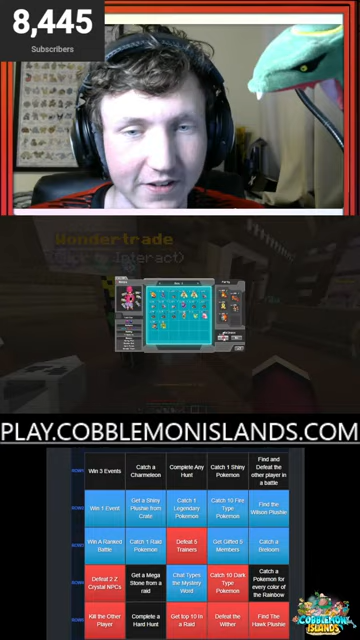 8,445
Subscribers
Wondertrade
PLAY.COBBLEMONISLANDS.COM
Win 3 Events
Catch a Charmeleon
Complete Any Hunt
Catch 1 Shiny Pokemon
Find and Defeat the other player in a battle
Win 1 Event
Get a Shiny Plushie from Crate
Catch 1 Legendary Pokemon
Catch 10 Fire Type Pokemon
Find the Wilson Plushie
Win A Ranked Battle
Catch 1 Raid Pokemon
Defeat 5 Trainers
Get Gifted 5 Members
Catch a Breloom
Defeat 2 Z Crystal NPCs
Get a Mega Stone from a raid
Chat Types the Mystery Word
Catch 10 Dark Type Pokemon
Catch a Pokemon for every color of the Rainbow
Kill the Other Player
Complete a Hard Hunt
Get top 10 In a Raid
Defeat the Wither
Find The Hawk Plushie
COBBLEMON
ISLANDS